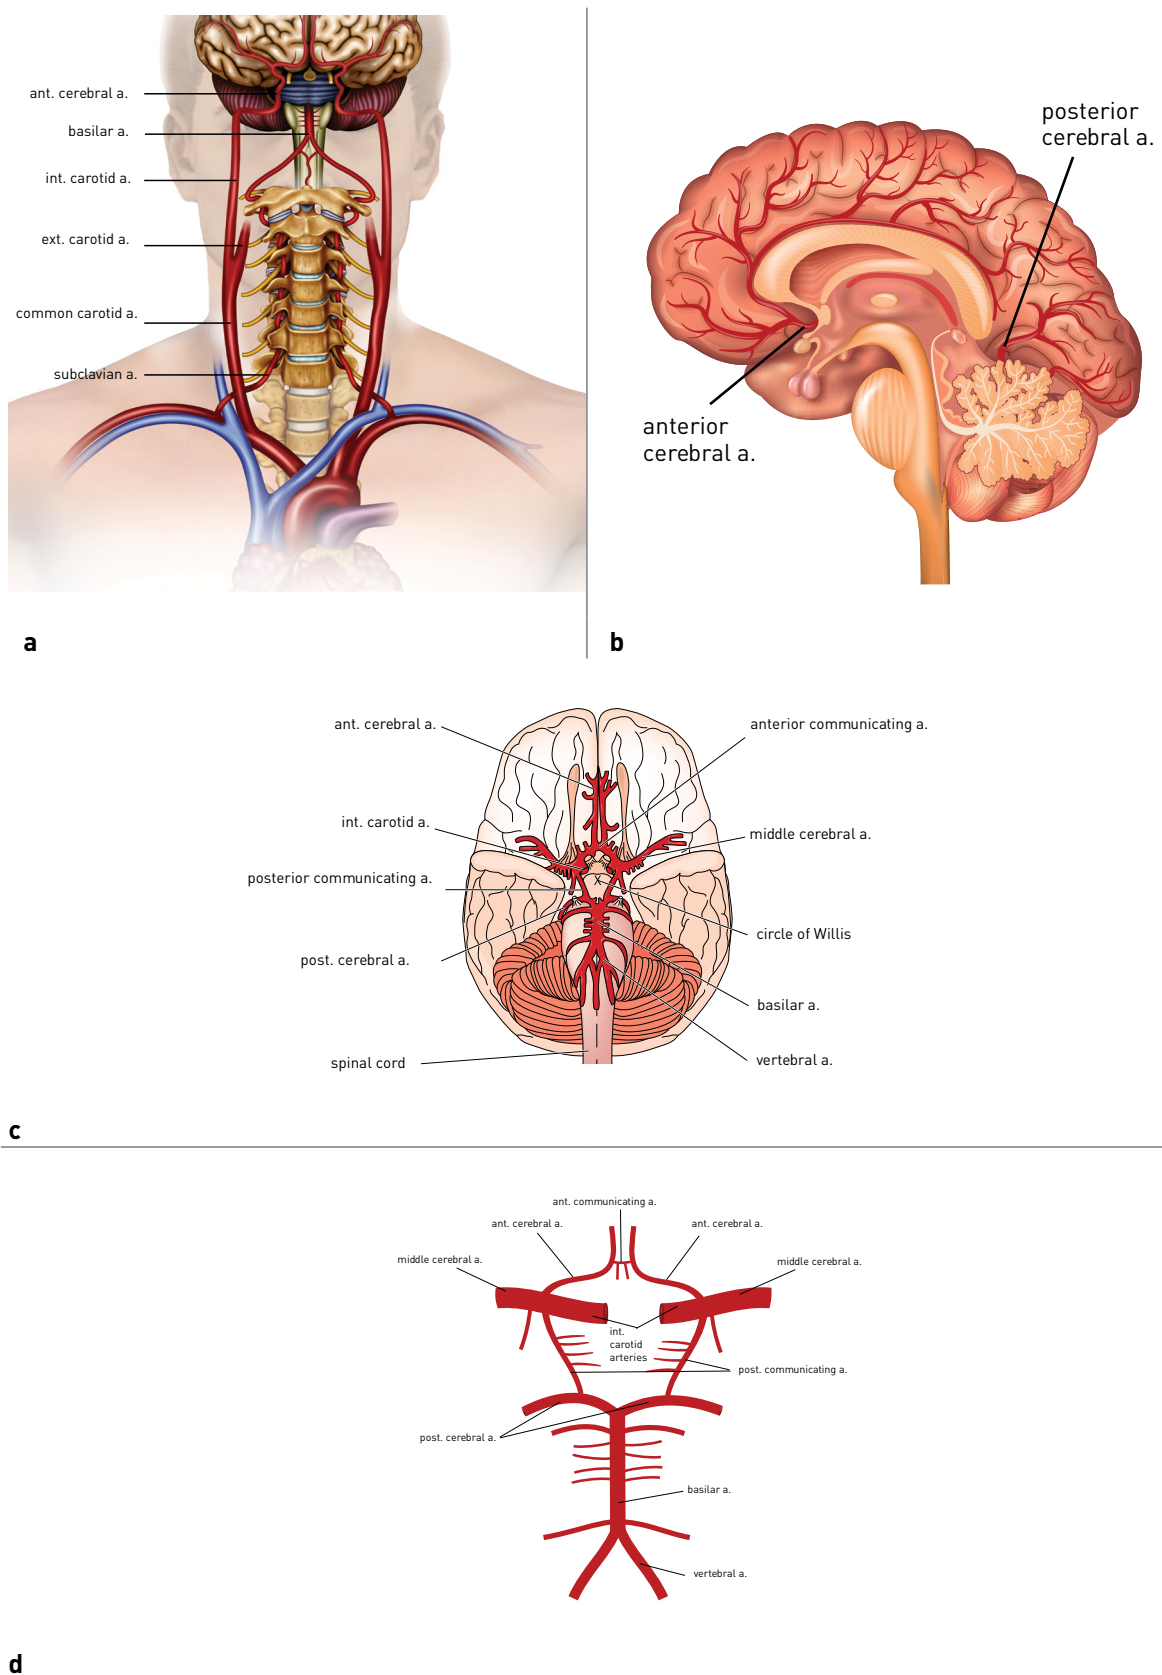 ant. cerebral a.
basilar a.
int. carotid a.
ext. carotid a.
common carotid a.
subclavian a.
a
posterior
cerebral a.
anterior
cerebral a.
b
ant. cerebral a.
anterior communicating a.
int. carotid a.
middle cerebral a.
posterior communicating a.
X
circle of Willis
post. cerebral a.
basilar a.
vertebral a.
spinal cord
c
ant. communicating a.
ant. cerebral a.
ant. cerebral a.
middle cerebral a.
middle cerebral a.
int.
carotid
arteries
post. communicating a.
post. cerebral a.
basilar a.
vertebral a.
d